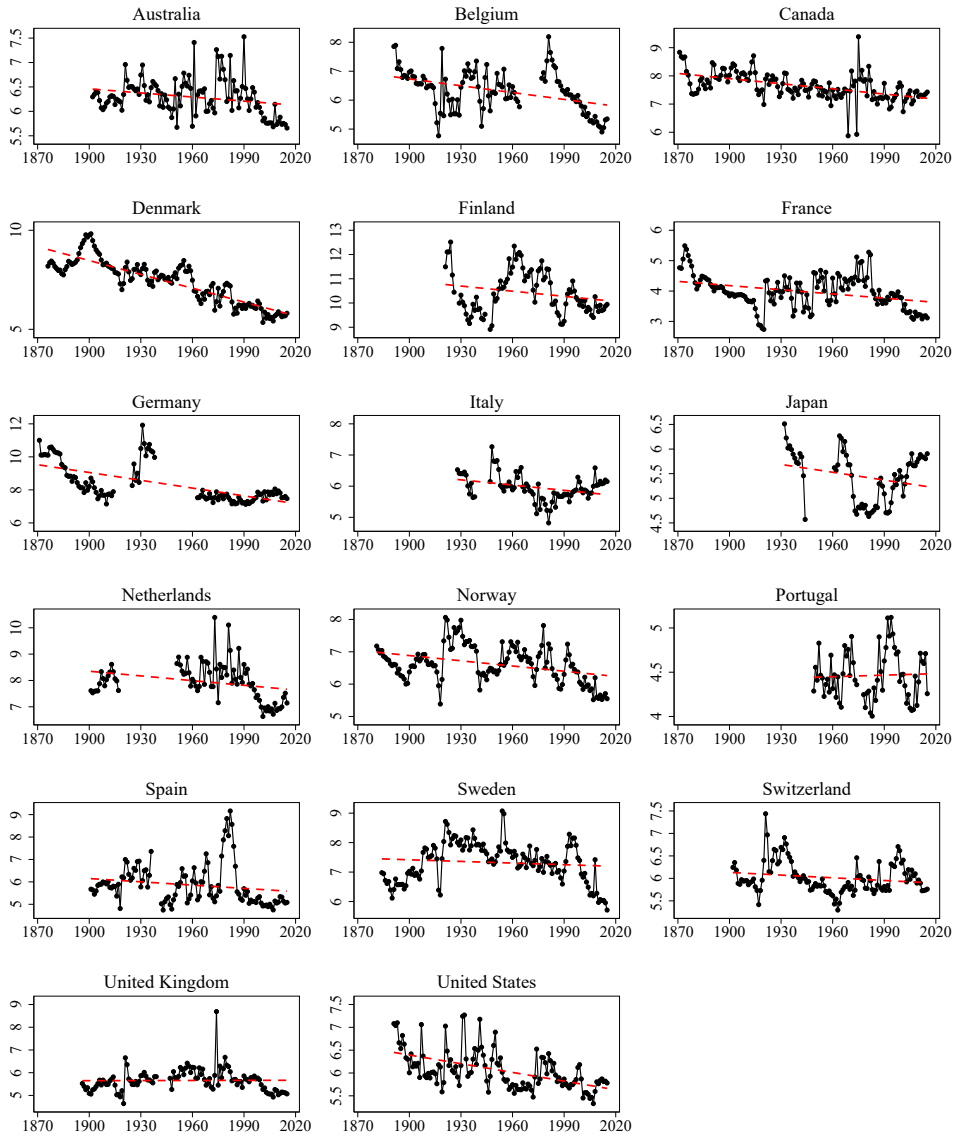 Australia Belgium Canada
5.5 6 6.5 7 7.5
1870 1900 1930 1960 1990 2020
5 6 7 8
1870 1900 1930 1960 1990 2020
6 7 8 9
1870 1900 1930 1960 1990 2020
Denmark Finland France
5 10
1870 1900 1930 1960 1990 2020
9 10 11 12 13
1870 1900 1930 1960 1990 2020
3 4 5 6
1870 1900 1930 1960 1990 2020
Germany Italy Japan
6 8 10 12
1870 1900 1930 1960 1990 2020
5 6 7 8
1870 1900 1930 1960 1990 2020
4.5 5 5.5 6 6.5
1870 1900 1930 1960 1990 2020
Netherlands Norway Portugal
7 8 9 10
1870 1900 1930 1960 1990 2020
5 6 7 8
1870 1900 1930 1960 1990 2020
4 4.5 5
1870 1900 1930 1960 1990 2020
Spain Sweden Switzerland
5 6 7 8 9
1870 1900 1930 1960 1990 2020
6 7 8 9
1870 1900 1930 1960 1990 2020
5.5 6 6.5 7 7.5
1870 1900 1930 1960 1990 2020
United Kingdom United States
5 6 7 8 9
1870 1900 1930 1960 1990 2020
5.5 6 6.5 7 7.5
1870 1900 1930 1960 1990 2020